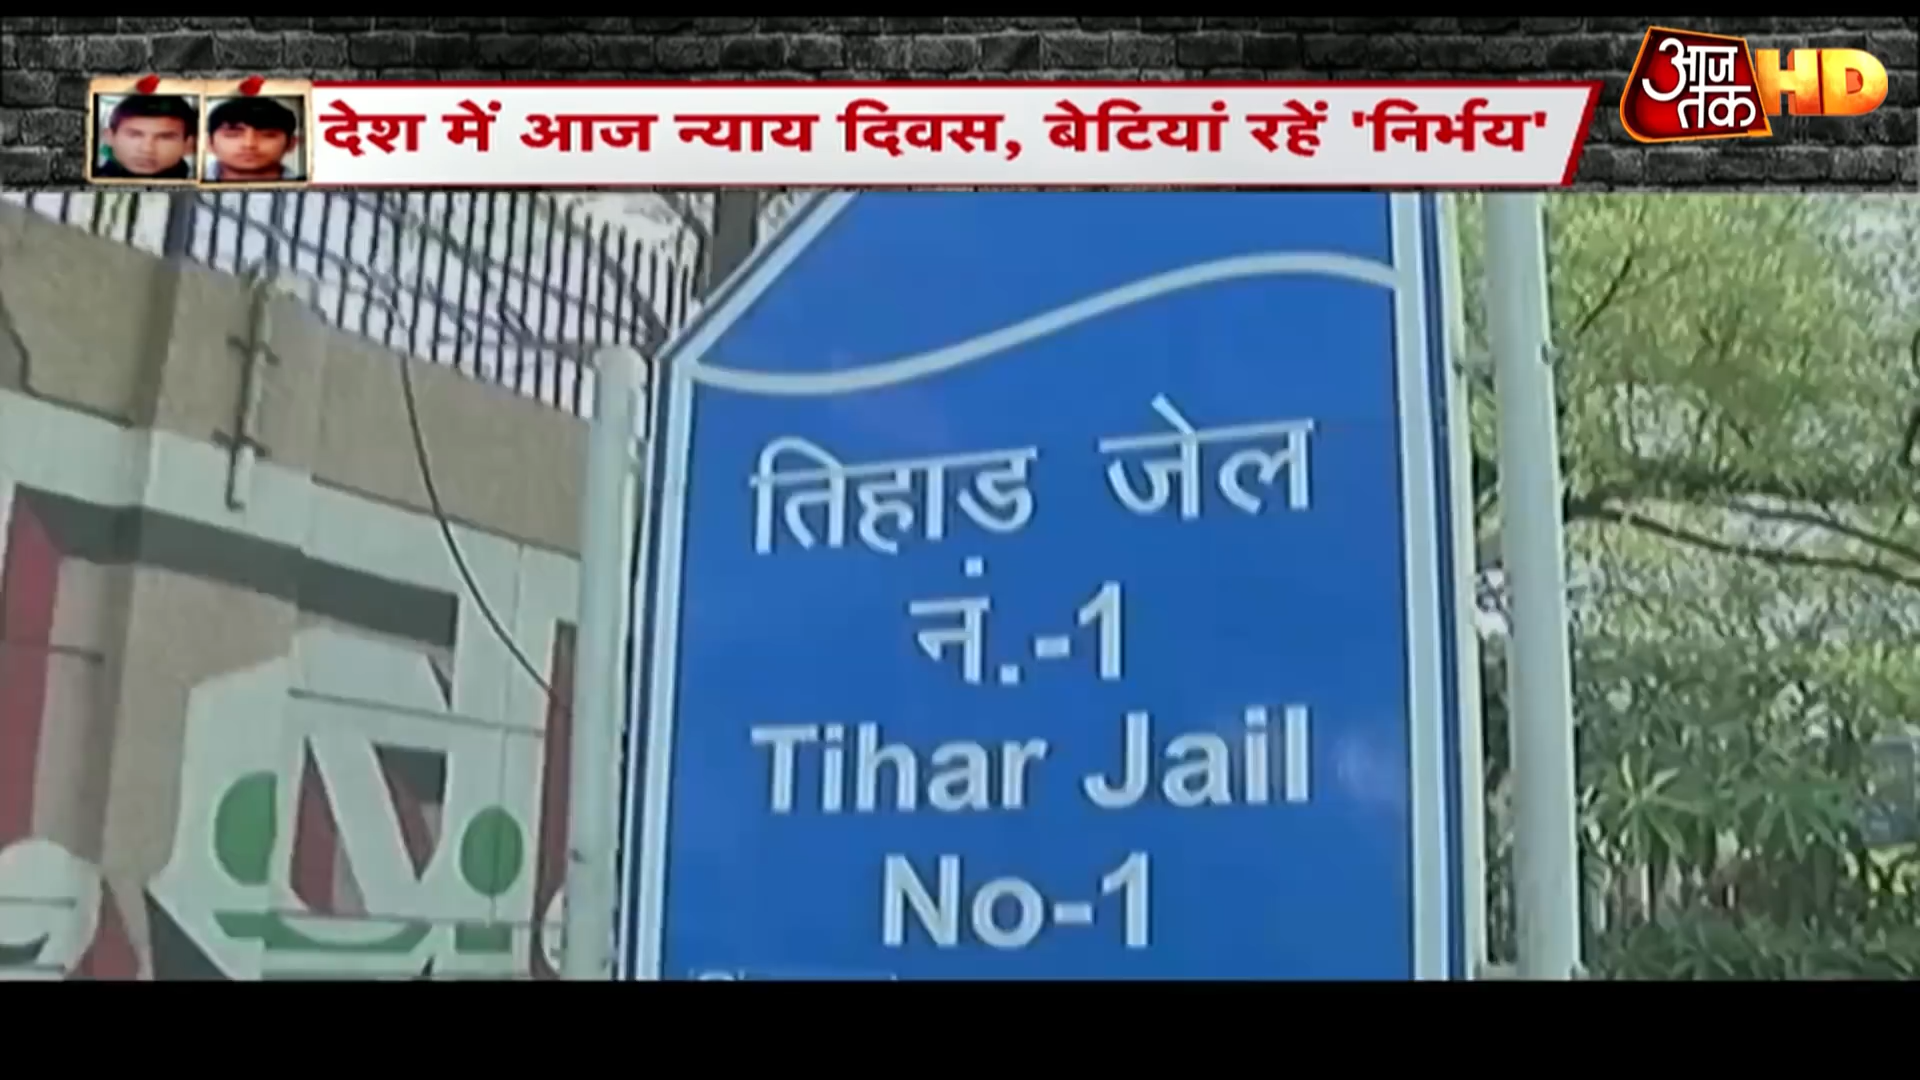 देश में आज न्याय दिवस, बेटियां रहें 'निर्भय'
आज
तक HD
तिहाड जेल
नं.-1
Tihar Jail
No-1